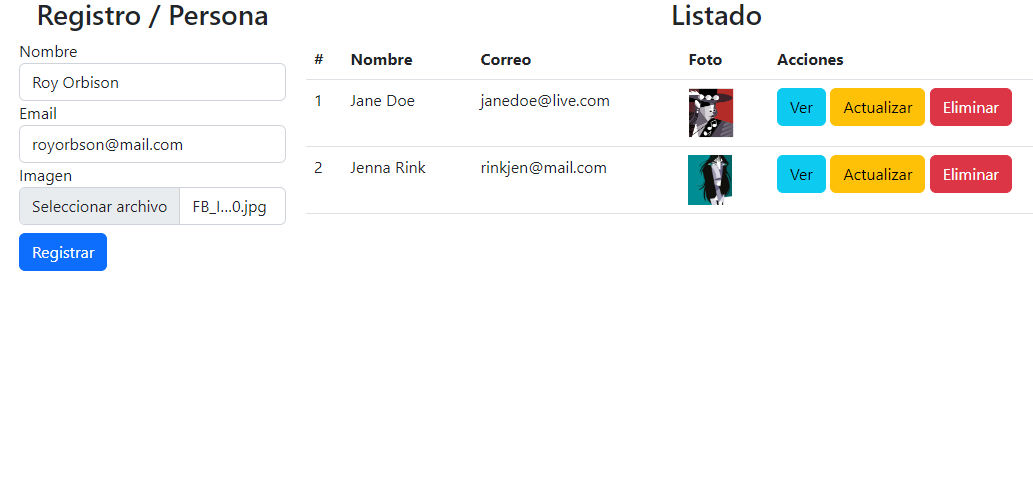 Registro / Persona
Nombre
Roy Orbison
Email
royorbson@mail.com
Imagen
Seleccionar archivo FB_I...0.jpg
Registrar
Listado
# Nombre Correo Foto Acciones
1 Jane Doe janedoe@live.com Ver Actualizar Eliminar
2 Jenna Rink rinkjen@mail.com Ver Actualizar Eliminar